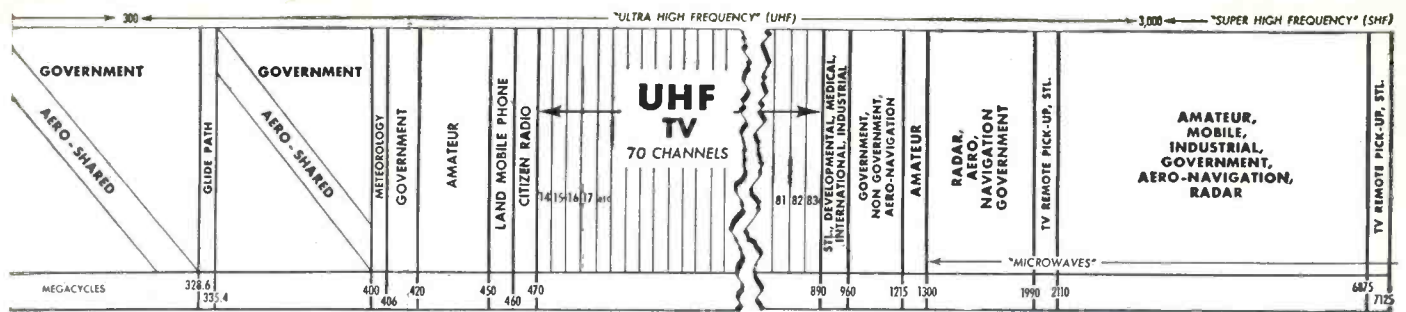 300
"ULTRA HIGH FREQUENCY" (UHF)
3,000
"SUPER HIGH FREQUENCY" (SHF)
GOVERNMENT
AERO-SHARED
GLIDE PATH
GOVERNMENT
AERO-SHARED
METEOROLOGY
GOVERNMENT
AMATEUR
LAND MOBILE PHONE
CITIZEN RADIO
14 15 16 17 etc
UHF
TV
70 CHANNELS
81 82 83
STL., DEVELOPMENTAL, MEDICAL,
INTERNATIONAL, INDUSTRIAL
GOVERNMENT,
NON GOVERNMENT,
AERO-NAVIGATION
AMATEUR
RADAR,
AERO,
NAVIGATION
GOVERNMENT
TV REMOTE PICK-UP, STL.
AMATEUR,
MOBILE,
INDUSTRIAL,
GOVERNMENT,
AERO-NAVIGATION,
RADAR
TV REMOTE PICK-UP, STL.
"MICROWAVES"
MEGACYCLES
328.6
335.4
400
406
420
450
460
470
890
960
1215
1300
1990
2110
6875
7125